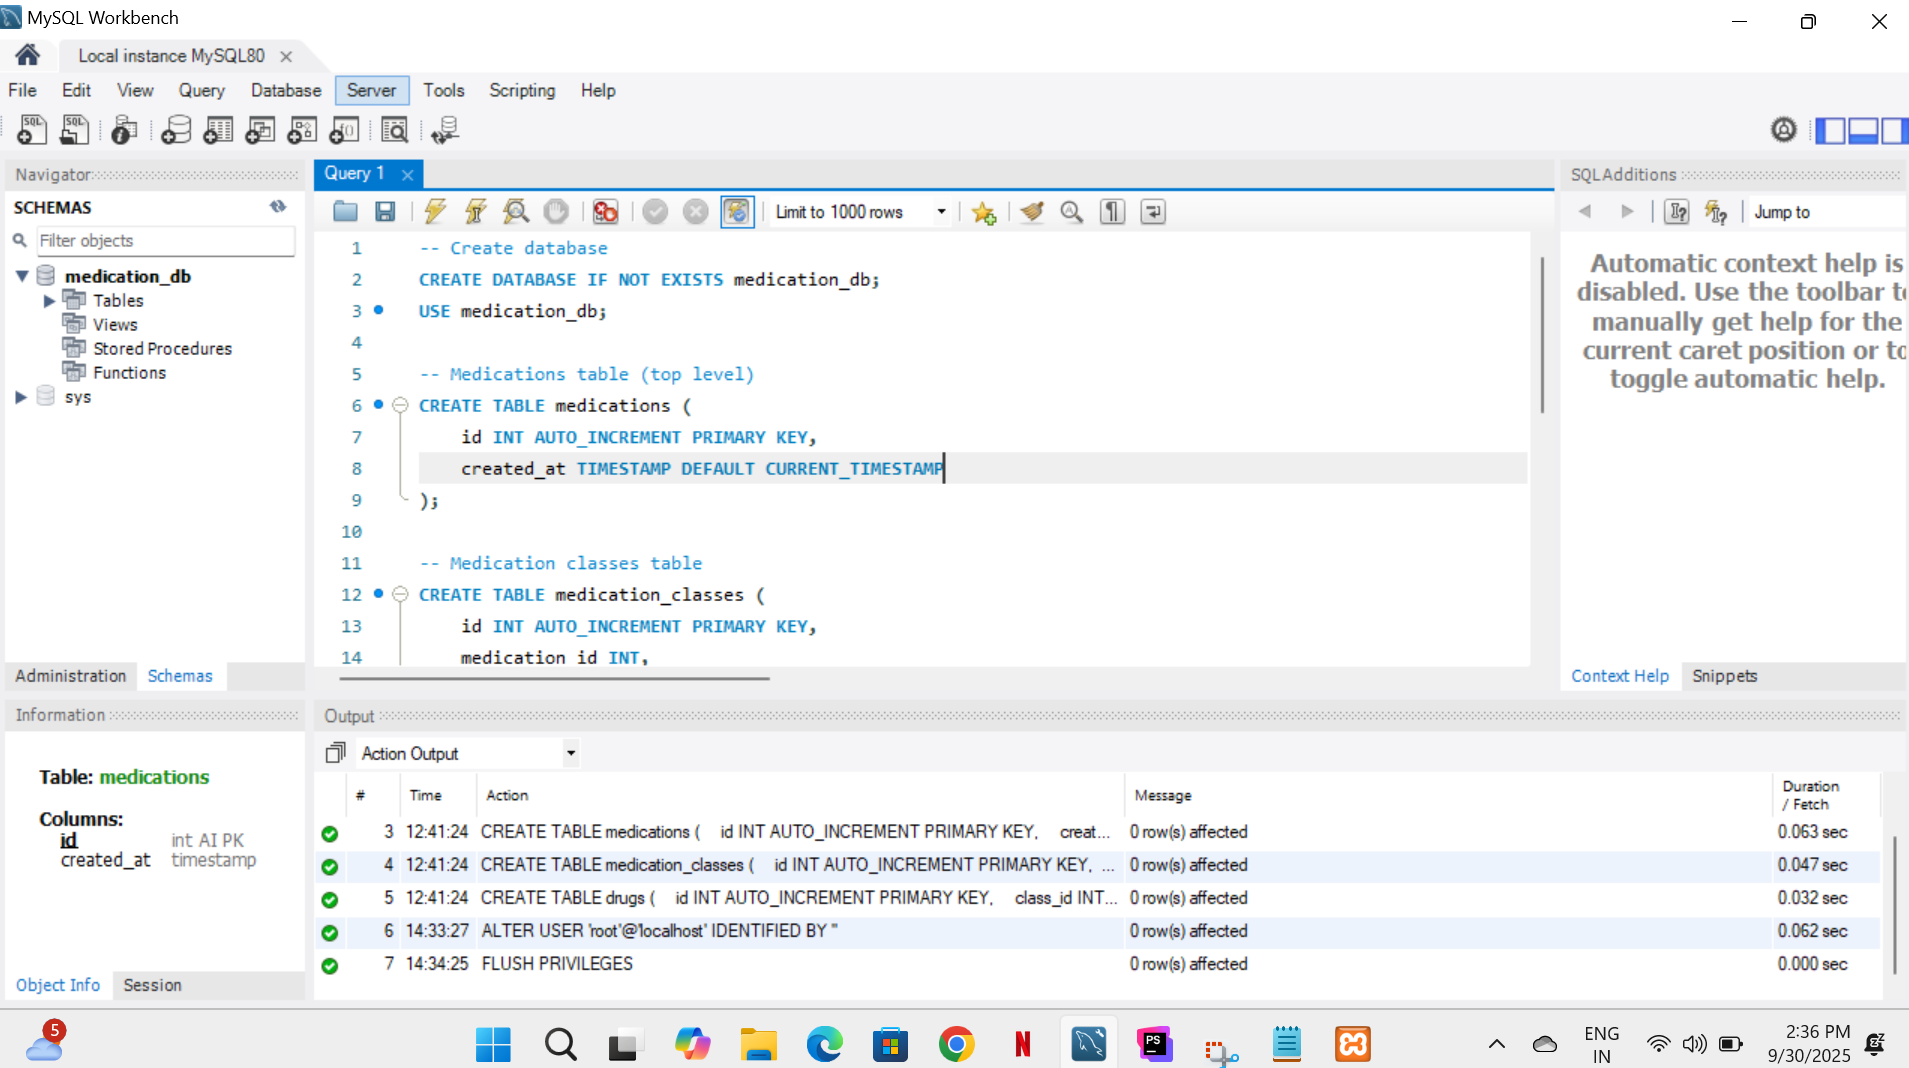 MySQL Workbench
Local instance MySQL80
File Edit View Query Database Server Tools Scripting Help
Navigator
SCHEMAS
Filter objects
medication_db
Tables
Views
Stored Procedures
Functions
sys
Administration Schemas
Information
Table: medications
Columns:
id int AI PK
created_at timestamp
Object Info Session
Query 1
Limit to 1000 rows
1 -- Create database
2 CREATE DATABASE IF NOT EXISTS medication_db;
3 USE medication_db;
4
5 -- Medications table (top level)
6 CREATE TABLE medications (
7 id INT AUTO_INCREMENT PRIMARY KEY,
8 created_at TIMESTAMP DEFAULT CURRENT_TIMESTAMP
9 );
10
11 -- Medication classes table
12 CREATE TABLE medication_classes (
13 id INT AUTO_INCREMENT PRIMARY KEY,
14 medication_id INT,
SQLAdditions
Jump to
Automatic context help is
disabled. Use the toolbar to
manually get help for the
current caret position or to
toggle automatic help.
Context Help Snippets
Output
Action Output
# Time Action Message Duration / Fetch
3 12:41:24 CREATE TABLE medications ( id INT AUTO_INCREMENT PRIMARY KEY, creat... 0 row(s) affected 0.063 sec
4 12:41:24 CREATE TABLE medication_classes ( id INT AUTO_INCREMENT PRIMARY KEY, ... 0 row(s) affected 0.047 sec
5 12:41:24 CREATE TABLE drugs ( id INT AUTO_INCREMENT PRIMARY KEY, class_id INT... 0 row(s) affected 0.032 sec
6 14:33:27 ALTER USER 'root'@'localhost' IDENTIFIED BY '' 0 row(s) affected 0.062 sec
7 14:34:25 FLUSH PRIVILEGES 0 row(s) affected 0.000 sec
5
N
PS
ENG
IN
2:36 PM
9/30/2025